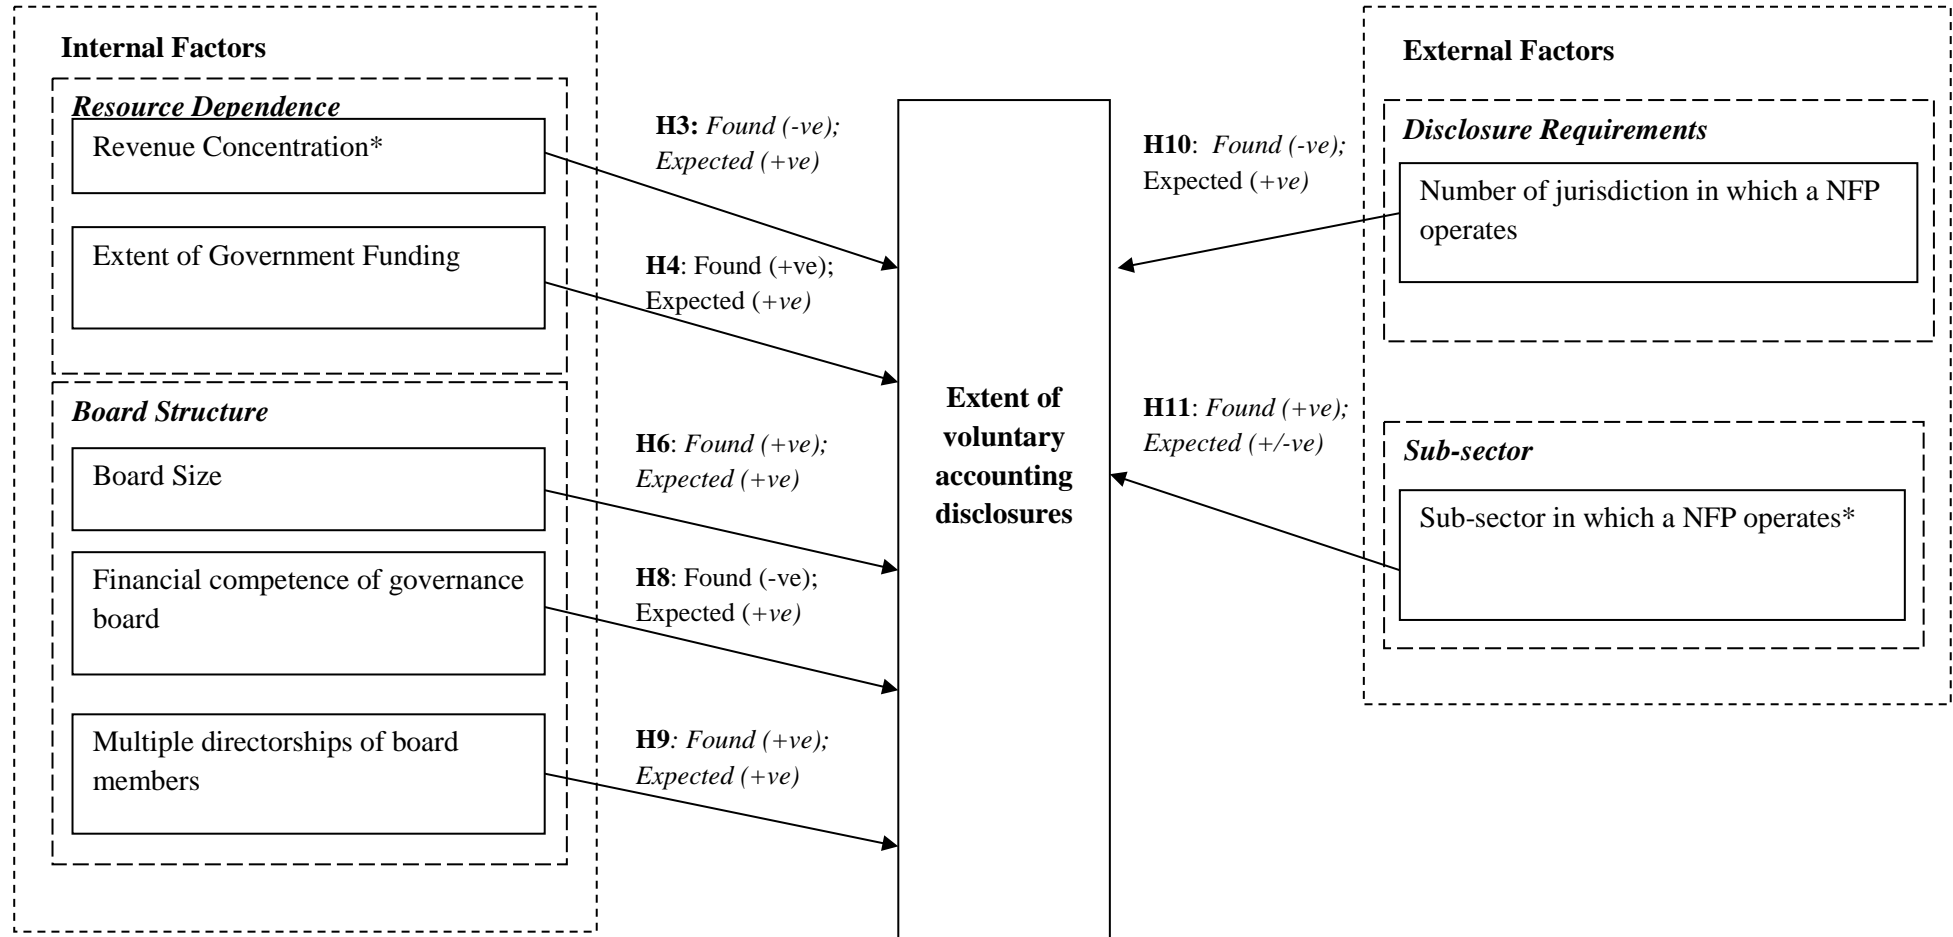 Internal Factors
Resource Dependence
Revenue Concentration*
Extent of Government Funding
Board Structure
Board Size
Financial competence of governance
board
Multiple directorships of board
members
H3: Found (-ve);
Expected (+ve)
H4: Found (+ve);
Expected (+ve)
H6: Found (+ve);
Expected (+ve)
H8: Found (-ve);
Expected (+ve)
H9: Found (+ve);
Expected (+ve)
Extent of
voluntary
accounting
disclosures
H10: Found (-ve);
Expected (+ve)
H11: Found (+ve);
Expected (+/-ve)
External Factors
Disclosure Requirements
Number of jurisdiction in which a NFP
operates
Sub-sector
Sub-sector in which a NFP operates*